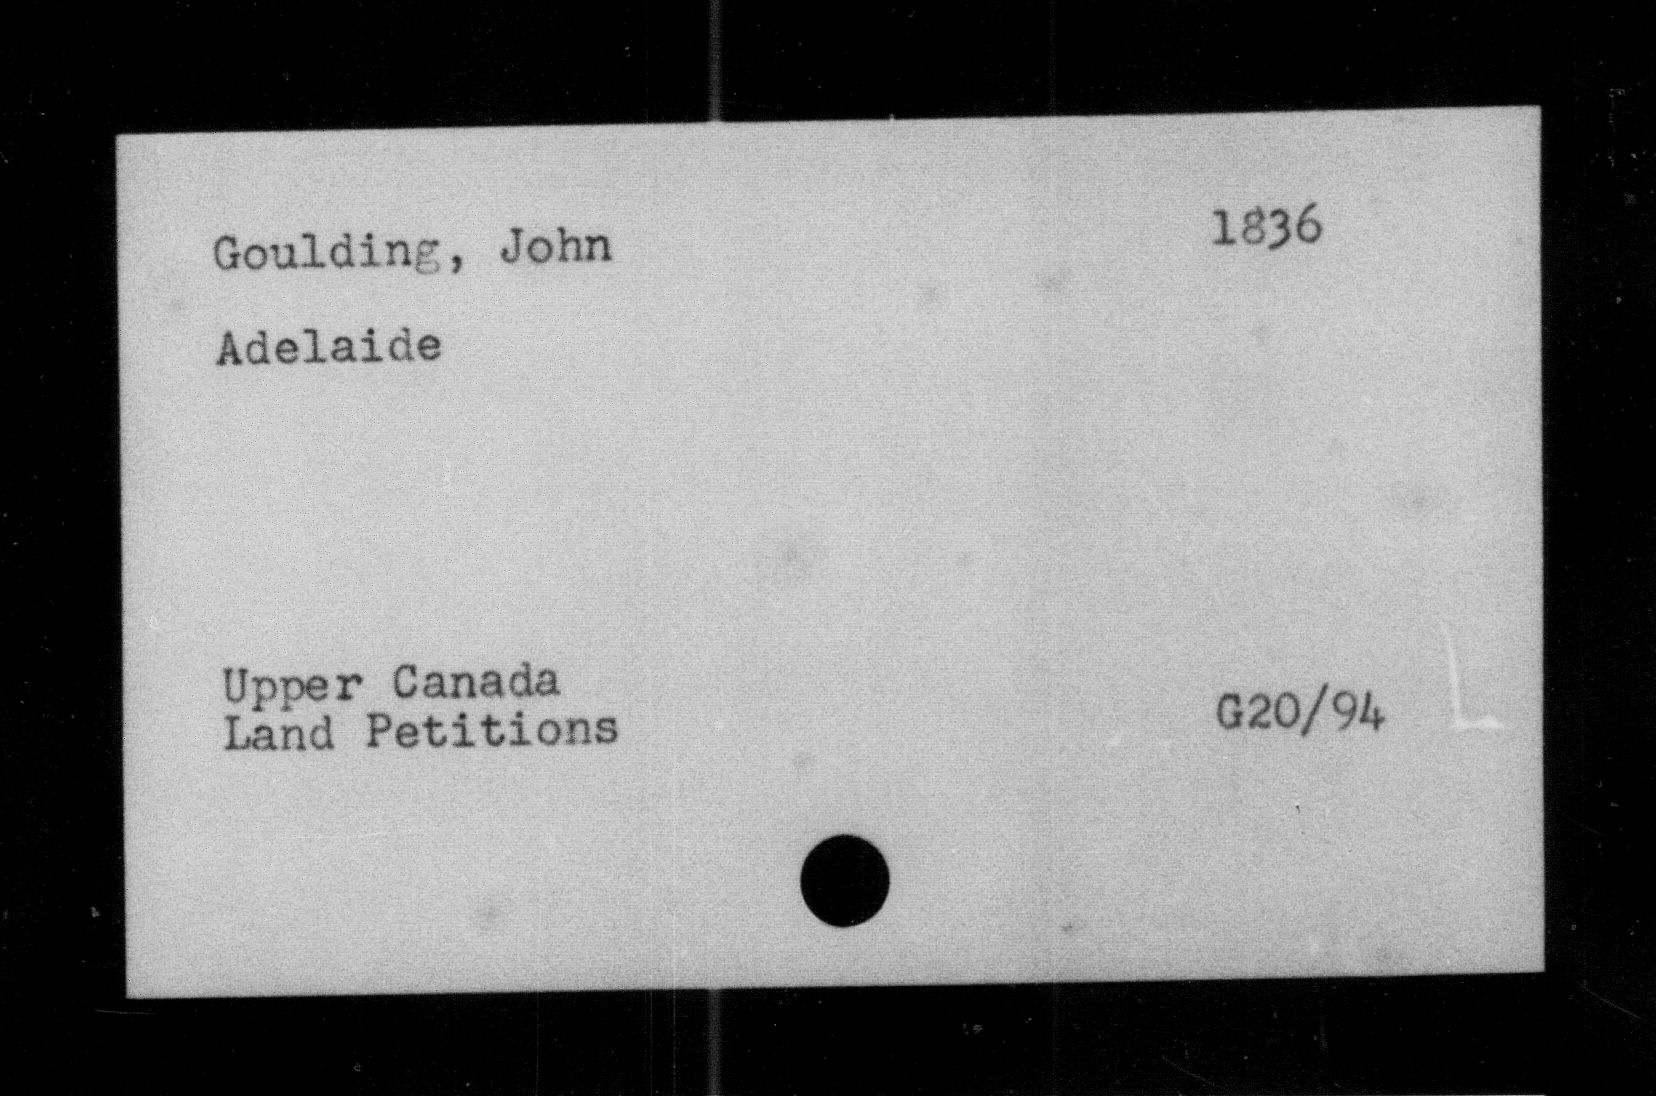 Goulding, John 1836
Adelaide
Upper Canada
Land Petitions G20/94